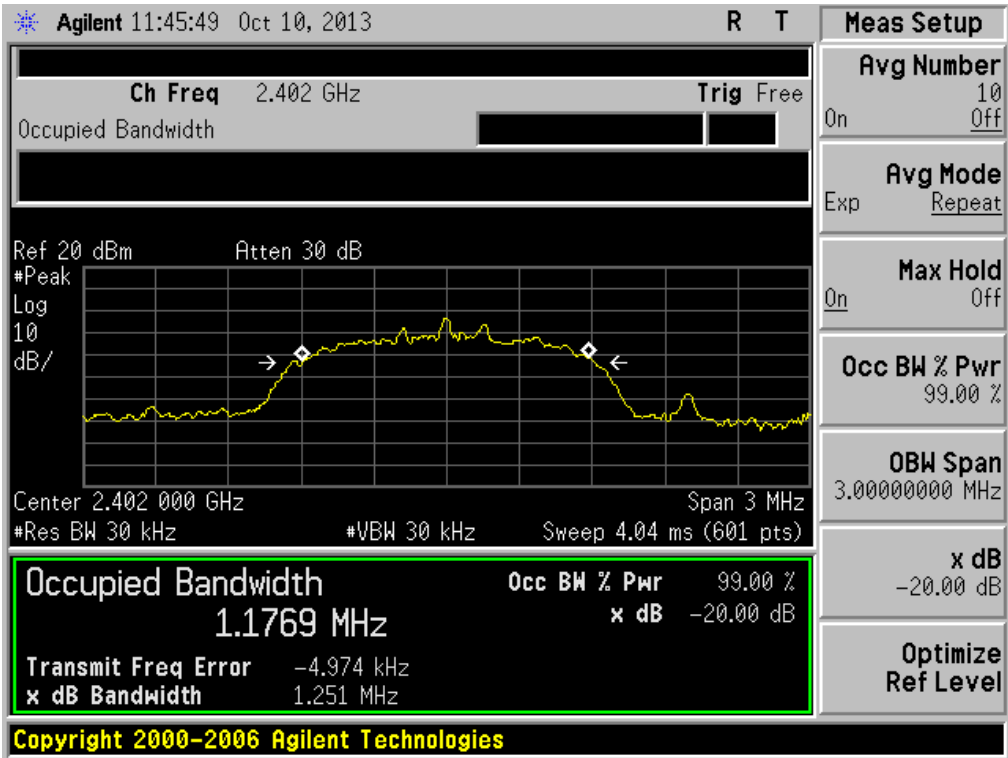 Agilent 11:45:49 Oct 10, 2013 R T
Ch Freq 2.402 GHz Trig Free
Occupied Bandwidth
Ref 20 dBm Atten 30 dB
#Peak
Log
10
dB/
Center 2.402 000 GHz Span 3 MHz
#Res BW 30 kHz #VBW 30 kHz Sweep 4.04 ms (601 pts)
Occupied Bandwidth Occ BW % Pwr 99.00 %
1.1769 MHz x dB -20.00 dB
Transmit Freq Error -4.974 kHz
x dB Bandwidth 1.251 MHz
Copyright 2000-2006 Agilent Technologies
Meas Setup
Avg Number
10
On Off
Avg Mode
Exp Repeat
Max Hold
On Off
Occ BW % Pwr
99.00 %
OBW Span
3.00000000 MHz
x dB
-20.00 dB
Optimize
Ref Level